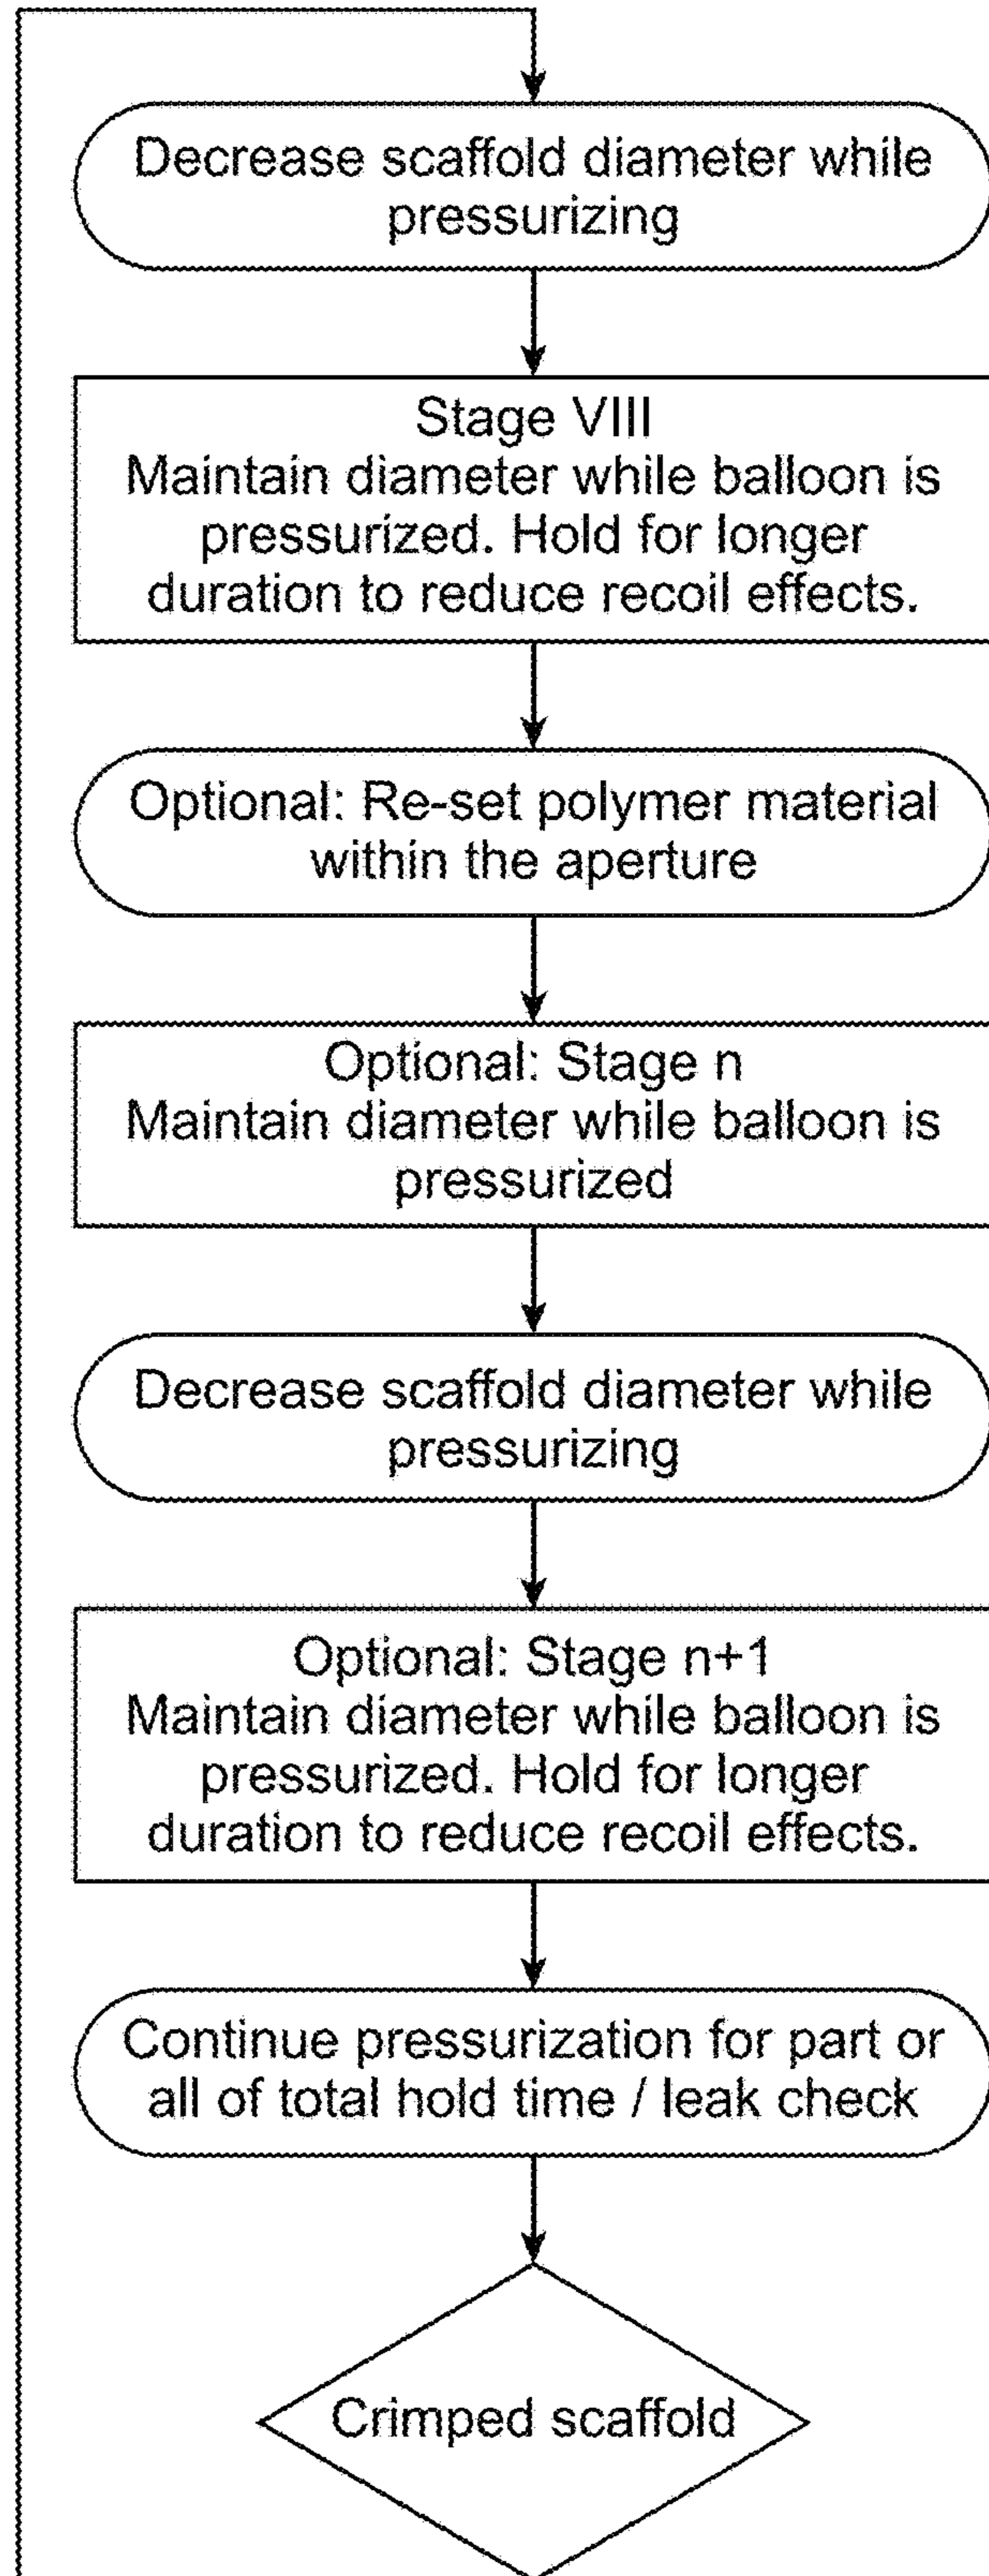 Decrease scaffold diameter while
pressurizing
Stage VIII
Maintain diameter while balloon is
pressurized. Hold for longer
duration to reduce recoil effects.
Optional: Re-set polymer material
within the aperture
Optional: Stage n
Maintain diameter while balloon is
pressurized
Decrease scaffold diameter while
pressurizing
Optional: Stage n+1
Maintain diameter while balloon is
pressurized. Hold for longer
duration to reduce recoil effects.
Continue pressurization for part or
all of total hold time / leak check
Crimped scaffold